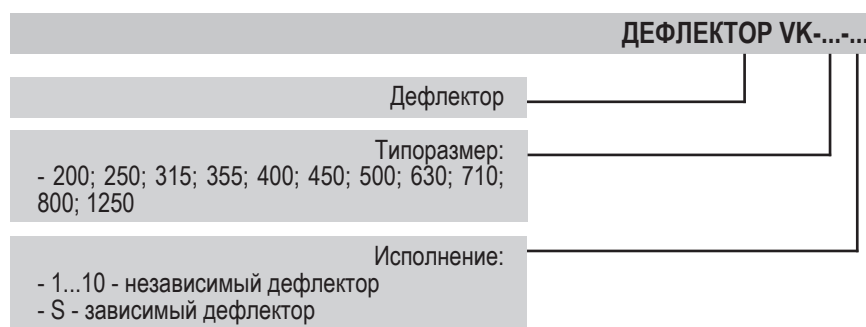 ДЕФЛЕКТОР VK-...-...
Дефлектор
Типоразмер:
- 200; 250; 315; 355; 400; 450; 500; 630; 710;
800; 1250
Исполнение:
- 1...10 - независимый дефлектор
- S - зависимый дефлектор